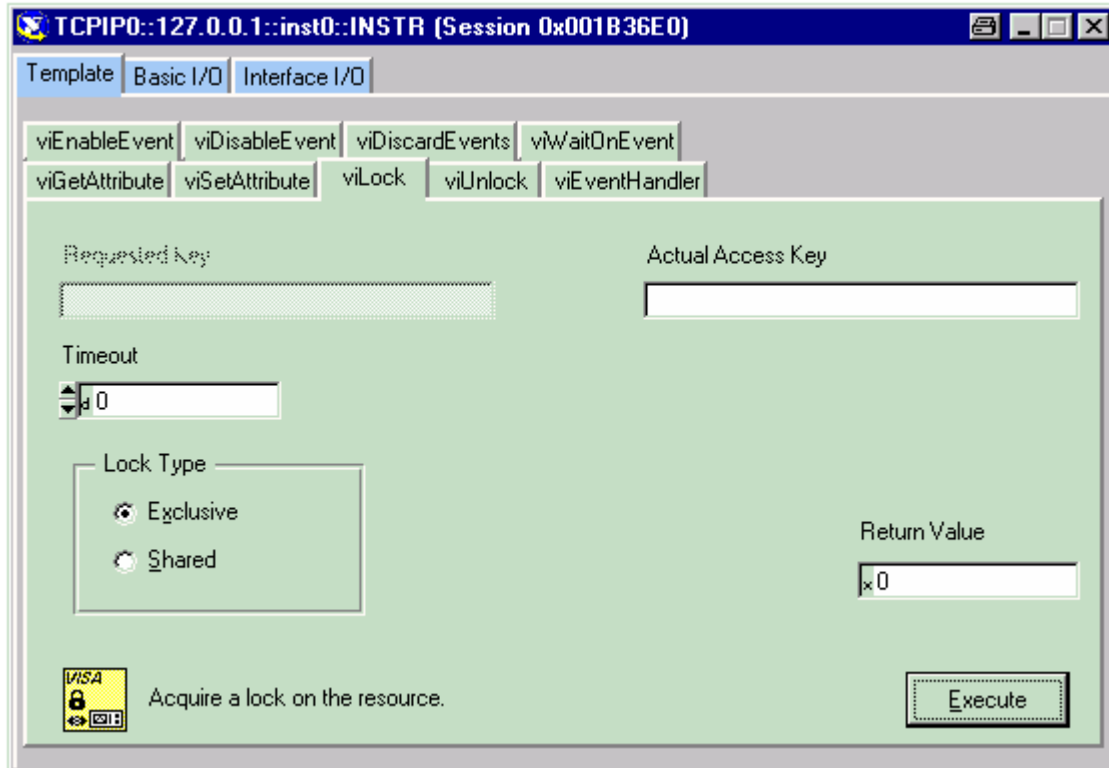 TCPIP0::127.0.0.1::inst0::INSTR (Session 0x001B36E0)
Template Basic I/O Interface I/O
viEnableEvent viDisableEvent viDiscardEvents viWaitOnEvent
viGetAttribute viSetAttribute viLock viUnlock viEventHandler
Requested Key Actual Access Key
Timeout
d 0
Lock Type
Exclusive
Shared
Return Value
x 0
VISA
Acquire a lock on the resource.
Execute